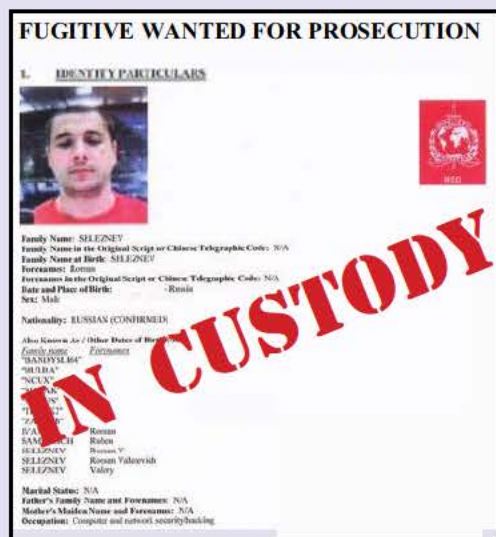 FUGITIVE WANTED FOR PROSECUTION
1. IDENTITY PARTICULARS
RED
Family Name: SELEZNEV
Family Name in the Original Script or Chinese Telegraphic Code: N/A
Family Name at Birth: SELEZNEV
Forenames: Roman
Forenames in the Original Script or Chinese Telegraphic Code: N/A
Date and Place of Birth: - Russia
Sex: Male
Nationality: RUSSIAN (CONFIRMED)
Also Known As / Other Dates of
Family name Forenames
"NCUX"
Roman
Ruben
SELEZNEV Roman V
SELEZNEV Roman Valerevich
SELEZNEV Valery
IN CUSTODY
Marital Status: N/A
Father's Family Name and Forenames: N/A
Mother's Maiden Name and Forenames: N/A
Occupation: Computer and network security/hacking